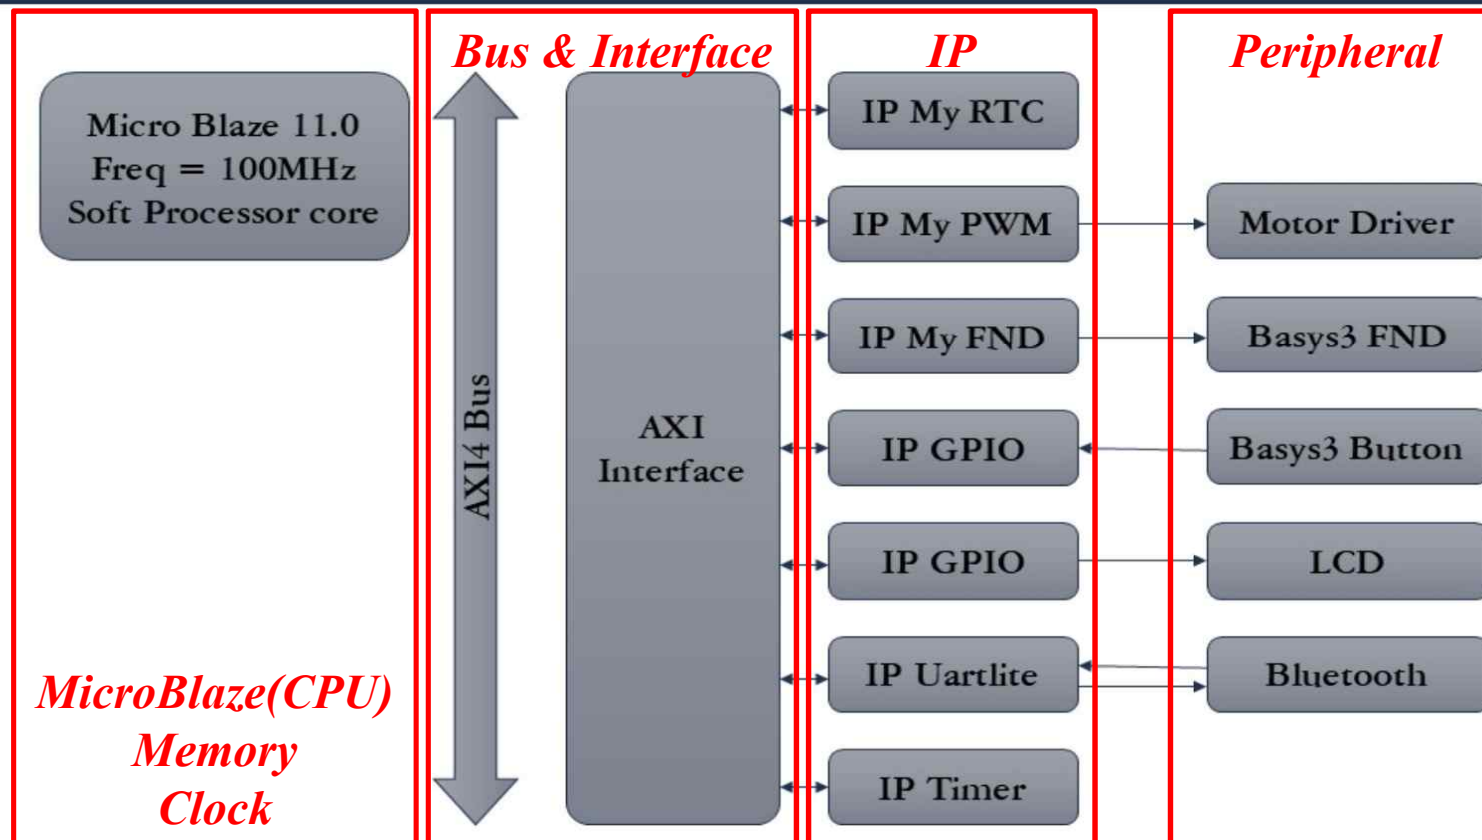 Micro Blaze 11.0
Freq = 100MHz
Soft Processor core
MicroBlaze(CPU)
Memory
Clock
Bus & Interface
AXI4 Bus
AXI
Interface
IP
IP My RTC
IP My PWM
IP My FND
IP GPIO
IP GPIO
IP Uartlite
IP Timer
Peripheral
Motor Driver
Basys3 FND
Basys3 Button
LCD
Bluetooth